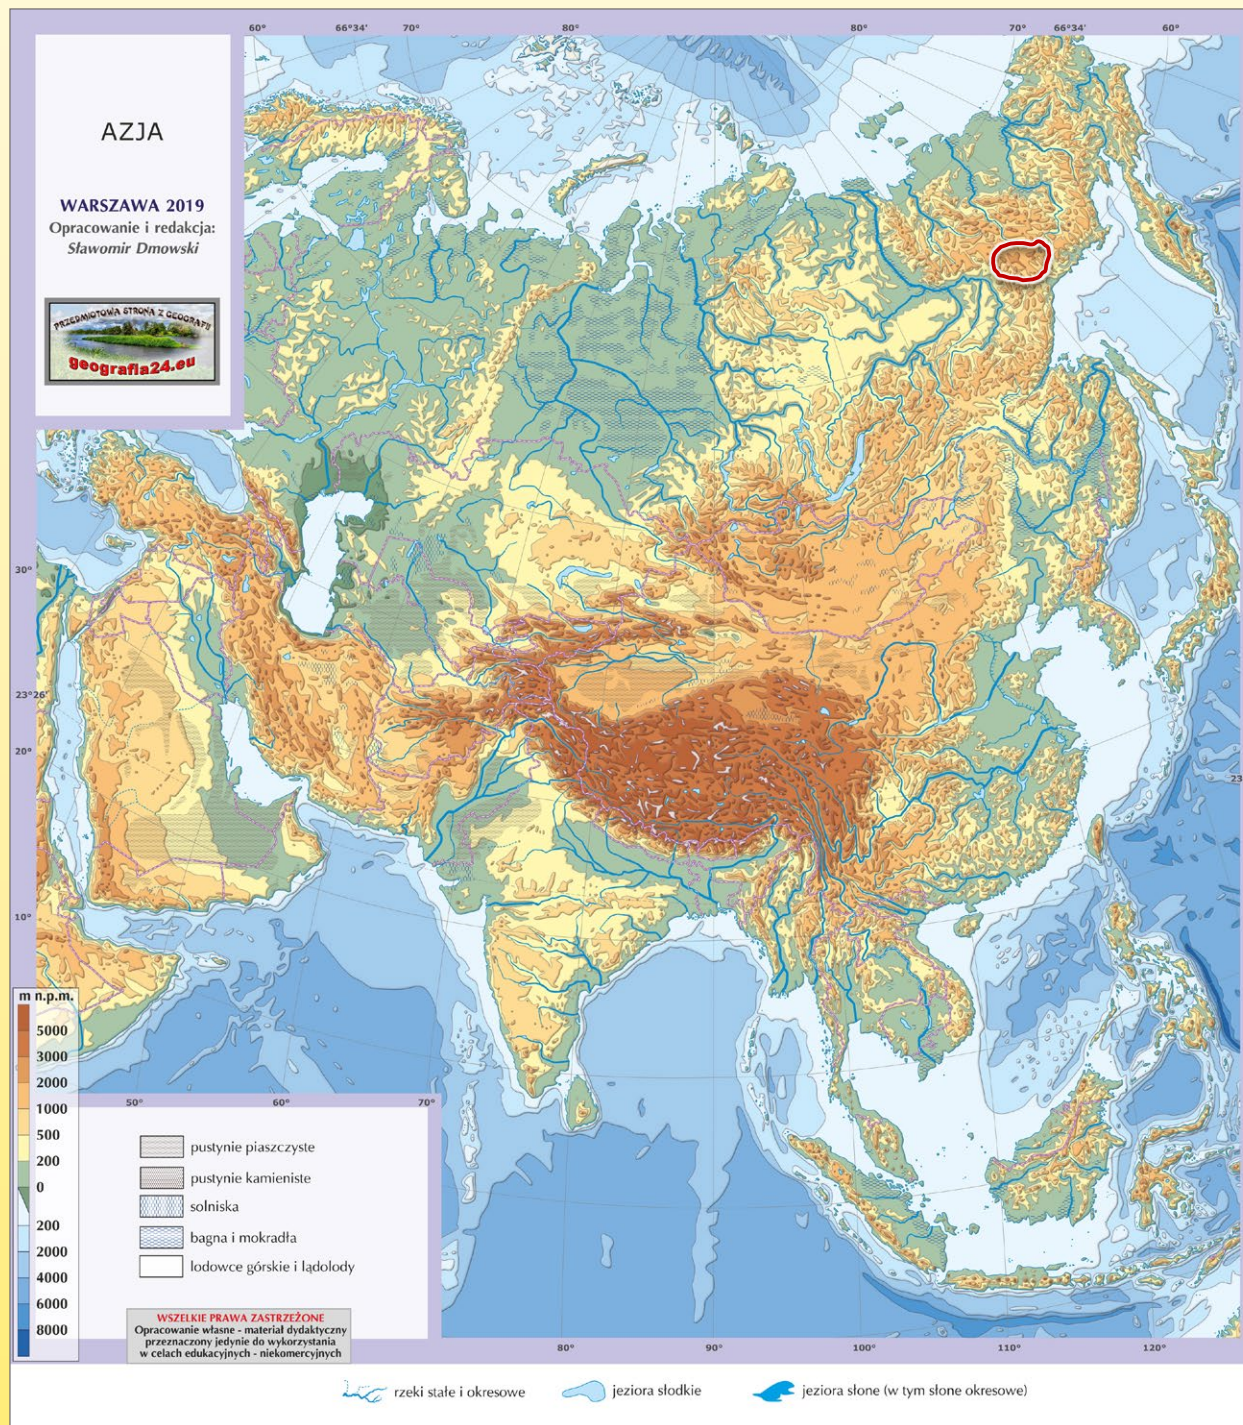 60° 66°34' 70° 80° 80° 70° 66°34' 60°
AZJA
WARSZAWA 2019
Opracowanie i redakcja:
Sławomir Dmowski
PRZEDMIOTOWA STRONA Z GEOGRAFII
geografia24.eu
30°
23°26'
20°
23
10°
m n.p.m.
5000
3000
2000
1000
500
200
0
200
2000
4000
6000
8000
50° 60° 70°
pustynie piaszczyste
pustynie kamieniste
solniska
bagna i mokradła
lodowce górskie i lądolody
WSZELKIE PRAWA ZASTRZEŻONE
Opracowanie własne - materiał dydaktyczny
przeznaczony jedynie do wykorzystania
w celach edukacyjnych - niekomercyjnych
80° 90° 100° 110° 120°
rzeki stałe i okresowe jeziora słodkie jeziora słone (w tym słone okresowe)